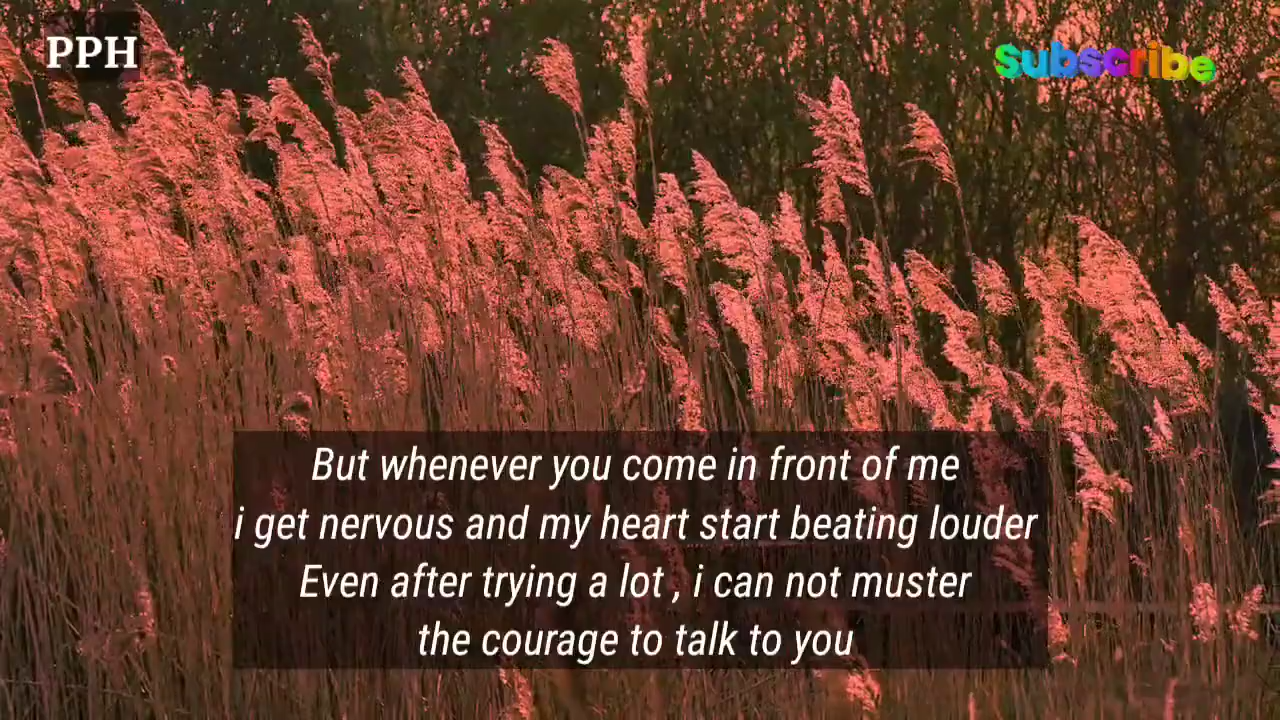 PPH
Subscribe
But whenever you come in front of me
i get nervous and my heart start beating louder
Even after trying a lot , i can not muster
the courage to talk to you